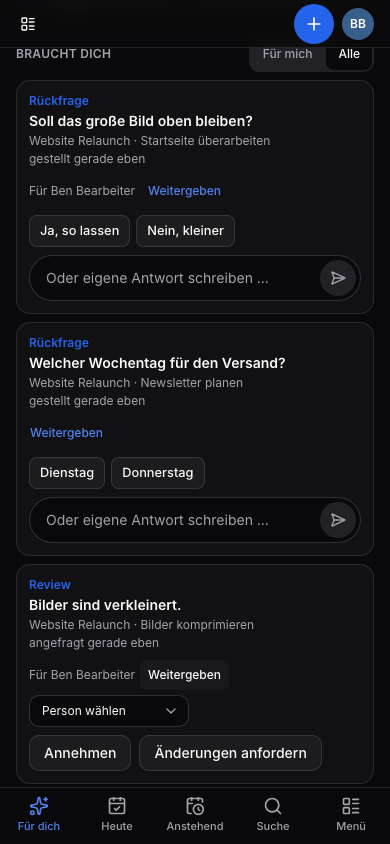 BB
BRAUCHT DICH
Für mich
Alle
Rückfrage
Soll das große Bild oben bleiben?
Website Relaunch · Startseite überarbeiten
gestellt gerade eben
Für Ben Bearbeiter Weitergeben
Ja, so lassen
Nein, kleiner
Oder eigene Antwort schreiben ...
Rückfrage
Welcher Wochentag für den Versand?
Website Relaunch · Newsletter planen
gestellt gerade eben
Weitergeben
Dienstag
Donnerstag
Oder eigene Antwort schreiben ...
Review
Bilder sind verkleinert.
Website Relaunch · Bilder komprimieren
angefragt gerade eben
Für Ben Bearbeiter Weitergeben
Person wählen
Annehmen
Änderungen anfordern
Für dich
Heute
Anstehend
Suche
Menü